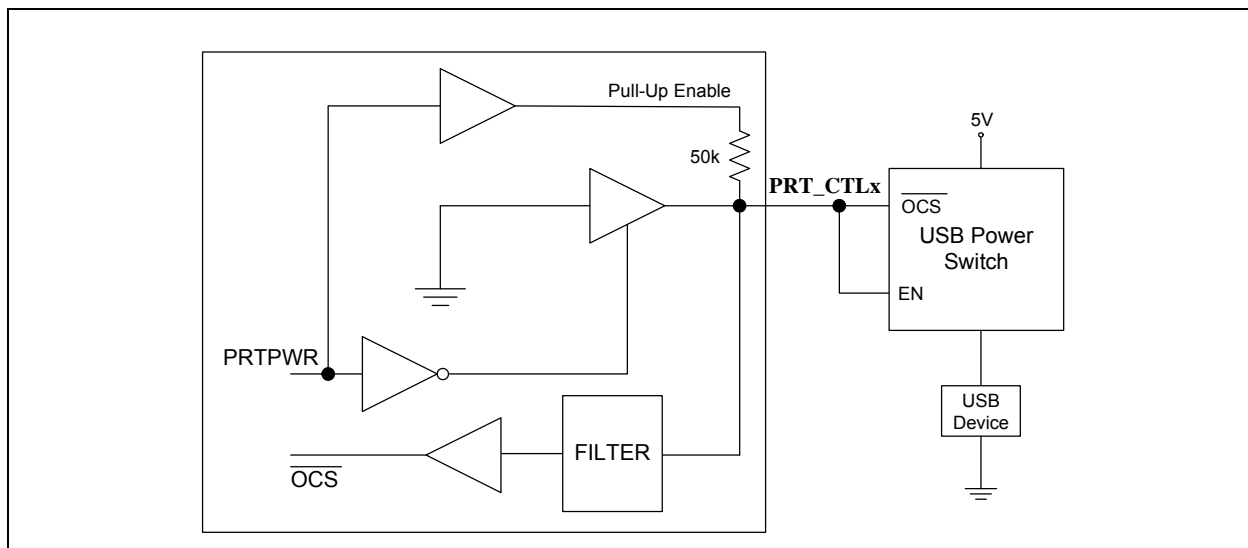 Pull-Up Enable
5V
50k
PRT_CTLx
OCS
USB Power
Switch
EN
PRTPWR
USB
Device
FILTER
OCS